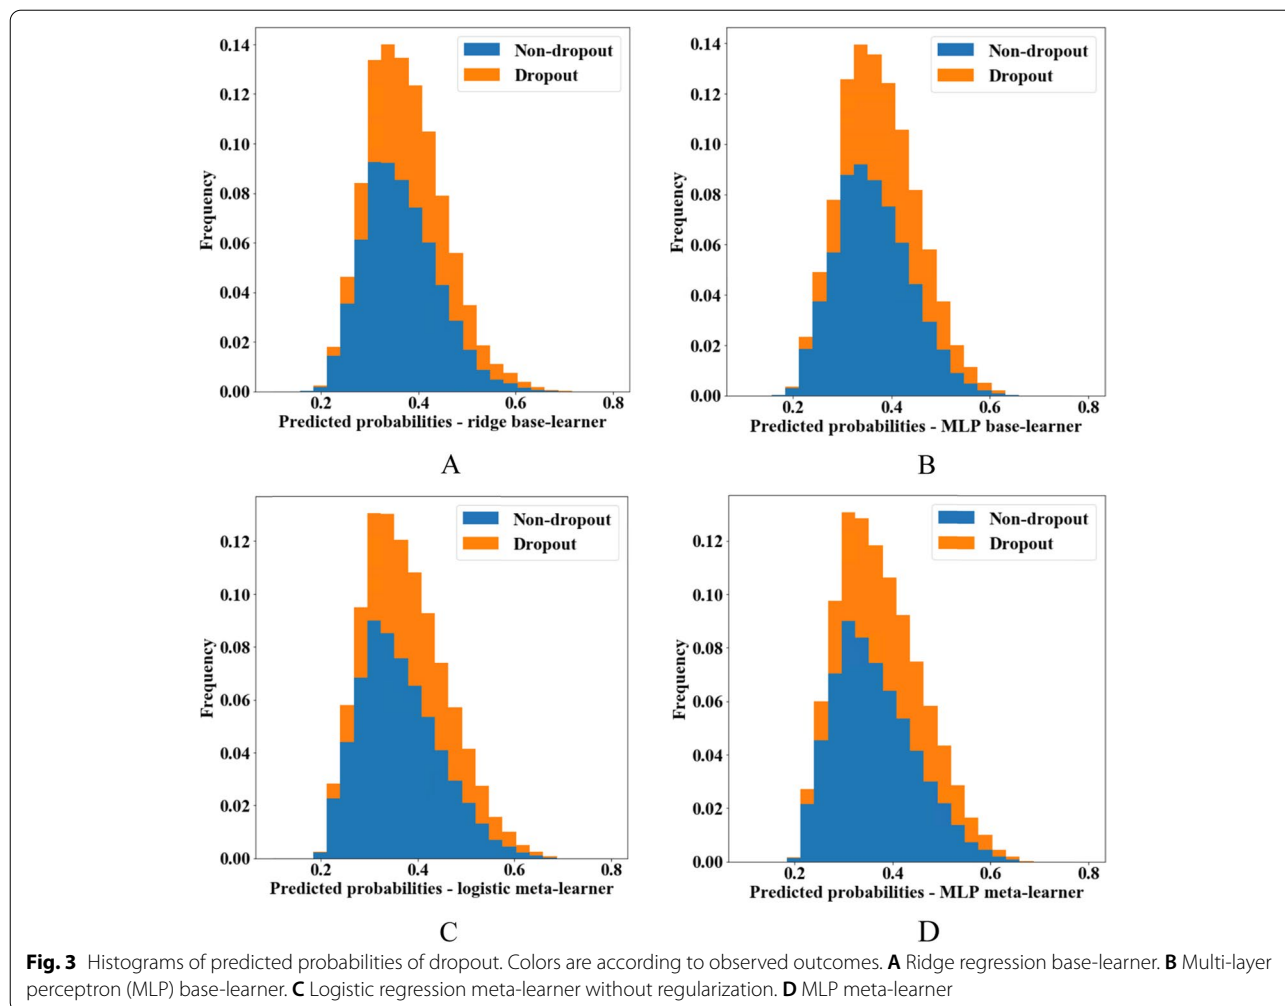 0.14
0.12
0.10
0.08
0.06
0.04
0.02
0.00
Frequency
Non-dropout
Dropout
0.2 0.4 0.6 0.8
Predicted probabilities - ridge base-learner
A
0.14
0.12
0.10
0.08
0.06
0.04
0.02
0.00
Frequency
Non-dropout
Dropout
0.2 0.4 0.6 0.8
Predicted probabilities - MLP base-learner
B
0.12
0.10
0.08
0.06
0.04
0.02
0.00
Frequency
Non-dropout
Dropout
0.2 0.4 0.6 0.8
Predicted probabilities - logistic meta-learner
C
0.12
0.10
0.08
0.06
0.04
0.02
0.00
Frequency
Non-dropout
Dropout
0.2 0.4 0.6 0.8
Predicted probabilities - MLP meta-learner
D
Fig. 3 Histograms of predicted probabilities of dropout. Colors are according to observed outcomes. A Ridge regression base-learner. B Multi-layer
perceptron (MLP) base-learner. C Logistic regression meta-learner without regularization. D MLP meta-learner